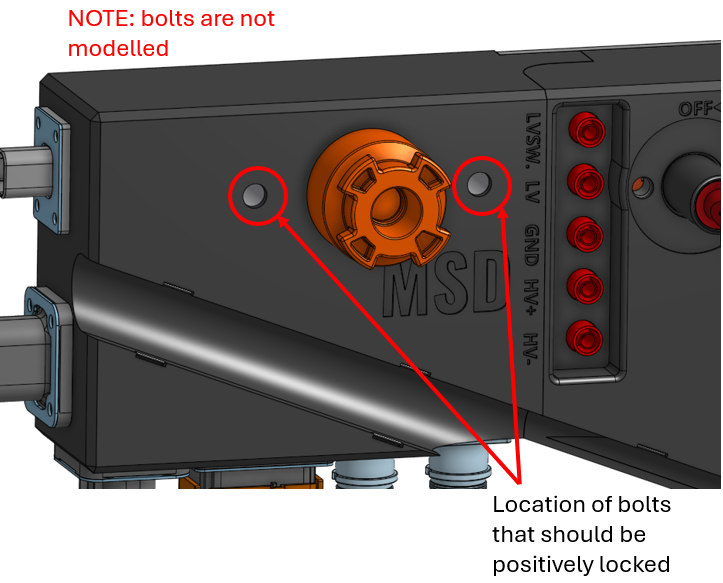 NOTE: bolts are not
modelled
OFF
LVSW.
LV
GND
HV+
HV-
MSD
Location of bolts
that should be
positively locked